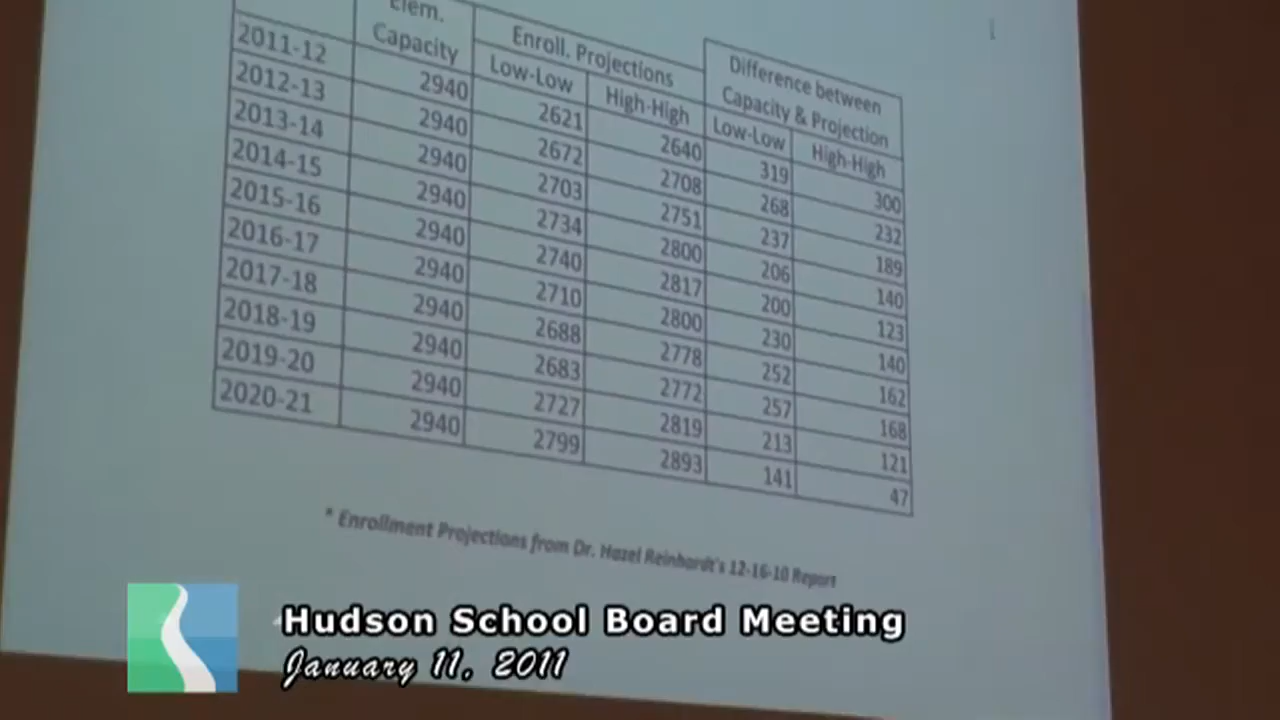 Elem. Capacity Enroll. Projections Difference between Capacity & Projection
Low-Low High-High Low-Low High-High
2011-12 2940 2621 2640 319 300
2012-13 2940 2672 2708 268 232
2013-14 2940 2703 2751 237 189
2014-15 2940 2734 2800 206 140
2015-16 2940 2740 2817 200 123
2016-17 2940 2710 2800 230 140
2017-18 2940 2688 2778 252 162
2018-19 2940 2683 2772 257 168
2019-20 2940 2727 2819 213 121
2020-21 2940 2799 2893 141 47
* Enrollment Projections from Dr. Hazel Reinhardt's 12-16-10 Report
Hudson School Board Meeting
January 11, 2011